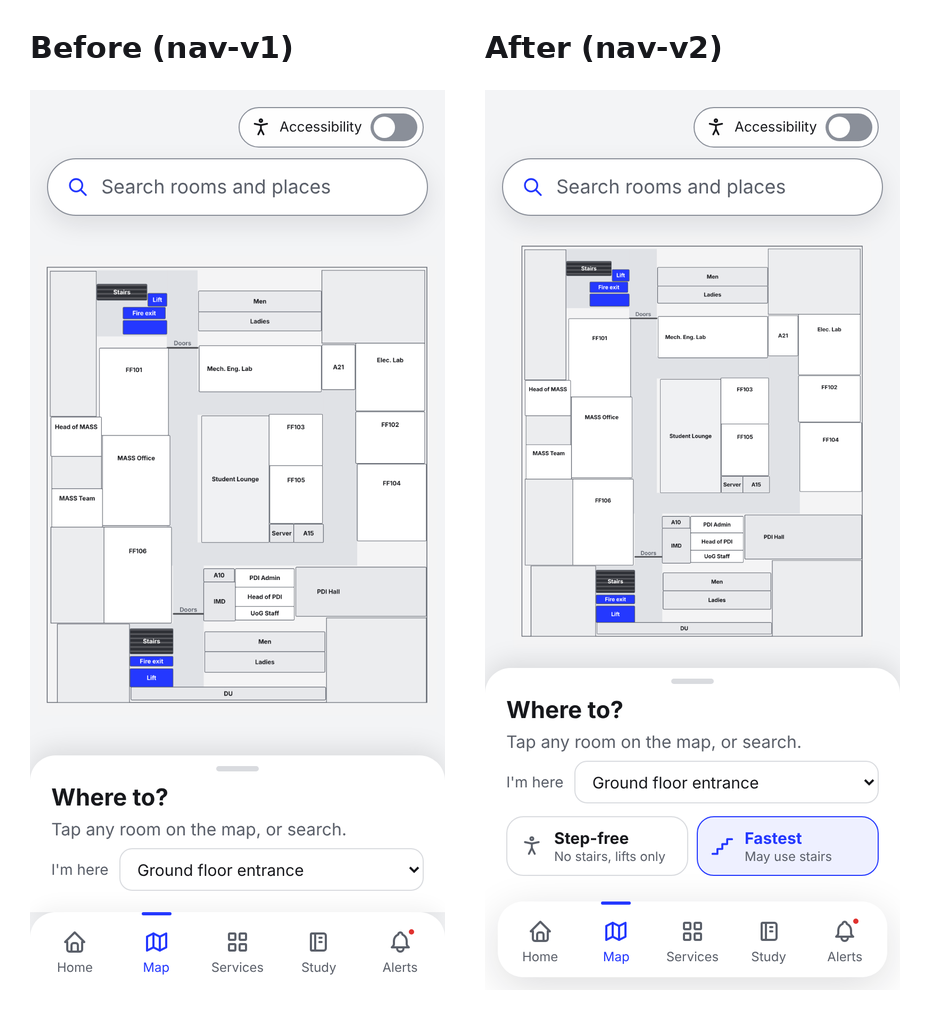 Before (nav-v1)
Accessibility
Search rooms and places
Stairs
Lift
Fire exit
Men
Ladies
Doors
FF101
Mech. Eng. Lab
A21
Elec. Lab
Head of MASS
MASS Office
FF103
FF102
Student Lounge
FF105
FF104
MASS Team
Server
A15
FF106
A10
PDI Admin
IMD
Head of PDI
PDI Hall
Doors
UoG Staff
Stairs
Men
Fire exit
Ladies
Lift
DU
Where to?
Tap any room on the map, or search.
I'm here
Ground floor entrance
Home
Map
Services
Study
Alerts
After (nav-v2)
Accessibility
Search rooms and places
Stairs
Lift
Fire exit
Men
Ladies
Doors
FF101
Mech. Eng. Lab
A21
Elec. Lab
Head of MASS
MASS Office
FF103
FF102
Student Lounge
FF105
FF104
MASS Team
Server
A15
FF106
A10
PDI Admin
IMD
Head of PDI
PDI Hall
Doors
UoG Staff
Stairs
Men
Fire exit
Ladies
Lift
DU
Where to?
Tap any room on the map, or search.
I'm here
Ground floor entrance
Step-free
No stairs, lifts only
Fastest
May use stairs
Home
Map
Services
Study
Alerts